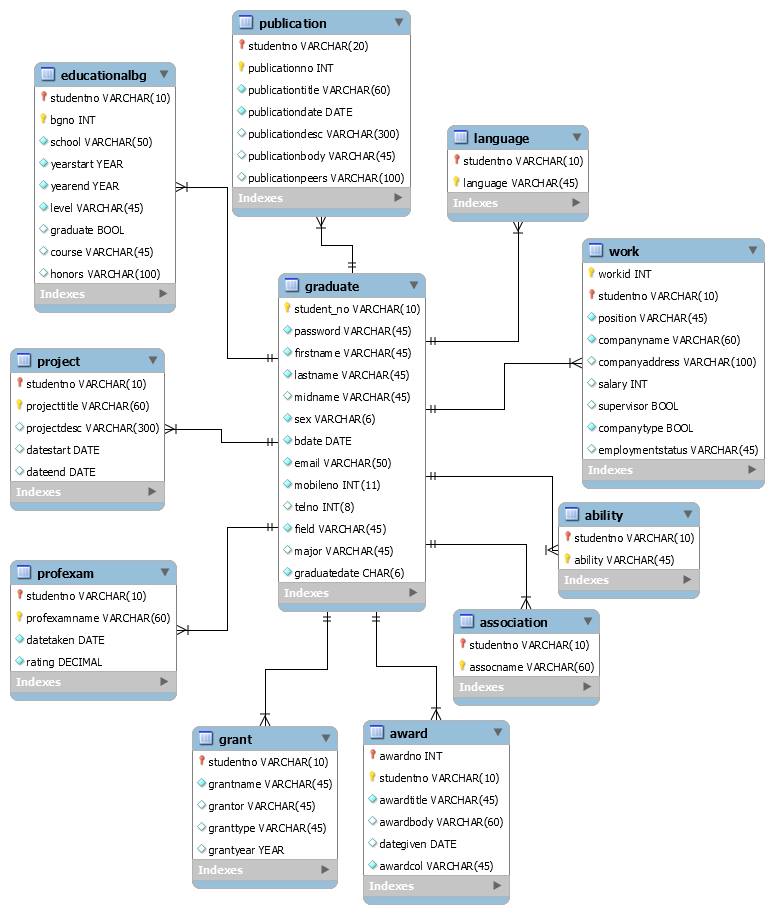 publication
studentno VARCHAR(20)
publicationno INT
publicationtitle VARCHAR(60)
publicationdate DATE
publicationdesc VARCHAR(300)
publicationbody VARCHAR(45)
publicationpeers VARCHAR(100)
Indexes
educationalbg
studentno VARCHAR(10)
bgno INT
school VARCHAR(50)
yearstart YEAR
yearend YEAR
level VARCHAR(45)
graduate BOOL
course VARCHAR(45)
honors VARCHAR(100)
Indexes
language
studentno VARCHAR(10)
language VARCHAR(45)
Indexes
work
workid INT
studentno VARCHAR(10)
position VARCHAR(45)
companyname VARCHAR(60)
companyaddress VARCHAR(100)
salary INT
supervisor BOOL
companytype BOOL
employmentstatus VARCHAR(45)
Indexes
graduate
student_no VARCHAR(10)
password VARCHAR(45)
firstname VARCHAR(45)
lastname VARCHAR(45)
midname VARCHAR(45)
sex VARCHAR(6)
bdate DATE
email VARCHAR(50)
mobileno INT(11)
telno INT(8)
field VARCHAR(45)
major VARCHAR(45)
graduatedate CHAR(6)
Indexes
project
studentno VARCHAR(10)
projecttitle VARCHAR(60)
projectdesc VARCHAR(300)
datestart DATE
dateend DATE
Indexes
ability
studentno VARCHAR(10)
ability VARCHAR(45)
Indexes
profexam
studentno VARCHAR(10)
profexamname VARCHAR(60)
datetaken DATE
rating DECIMAL
Indexes
association
studentno VARCHAR(10)
assocname VARCHAR(60)
Indexes
grant
studentno VARCHAR(10)
grantname VARCHAR(45)
grantor VARCHAR(45)
granttype VARCHAR(45)
grantyear YEAR
Indexes
award
awardno INT
studentno VARCHAR(10)
awardtitle VARCHAR(45)
awardbody VARCHAR(60)
dategiven DATE
awardcol VARCHAR(45)
Indexes